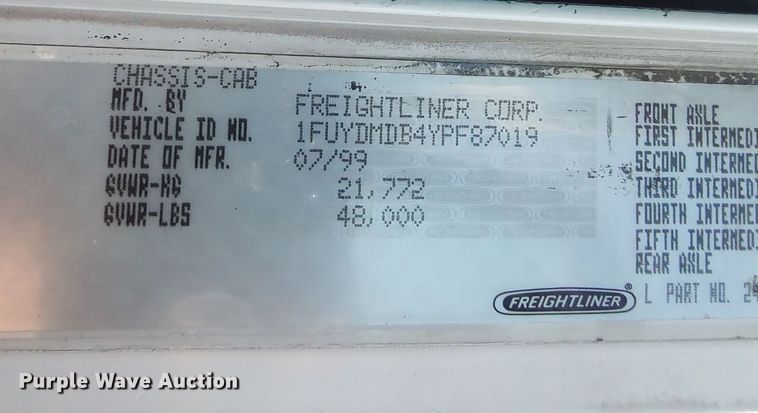 CHASSIS-CAB
MFD. BY FREIGHTLINER CORP.
VEHICLE ID NO. 1FUYDMDB4YPF87019
DATE OF MFR. 07/99
GVWR-KG 21,772
GVWR-LBS 48,000
FRONT AXLE
FIRST INTERMEDI
SECOND INTERMED
THIRD INTERMEDI
FOURTH INTERMED
FIFTH INTERMEDI
REAR AXLE
FREIGHTLINER ®
L PART NO. 24
Purple Wave Auction